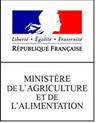 Liberté • Égalité • Fraternité
RÉPUBLIQUE FRANÇAISE
MINISTÈRE
DE L'AGRICULTURE
ET DE
L'ALIMENTATION